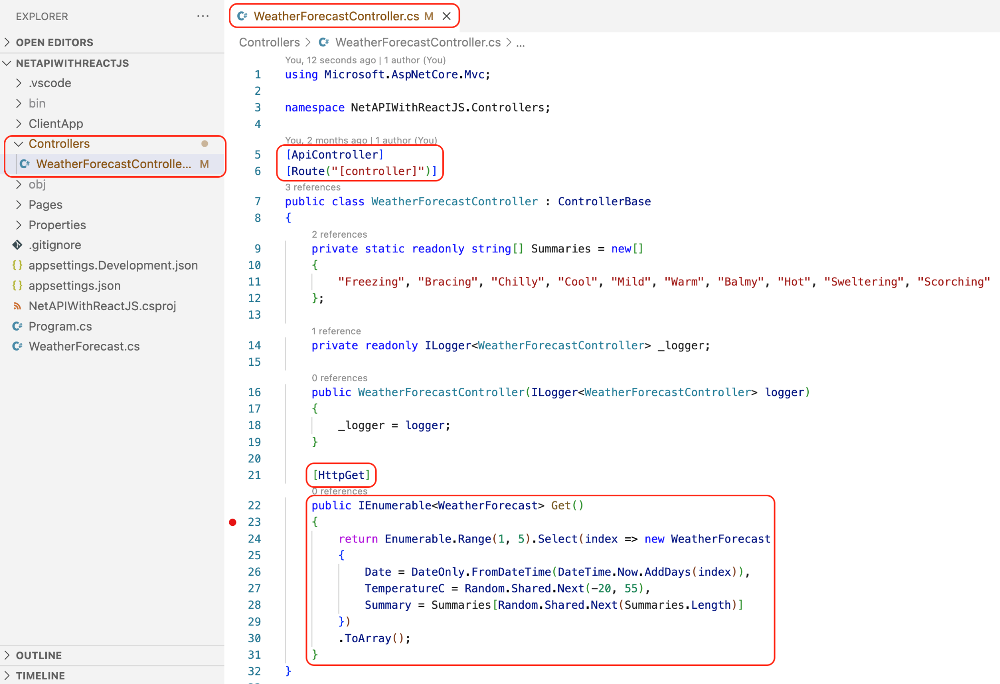 EXPLORER
OPEN EDITORS
NETAPIWITHREACTJS
.vscode
bin
ClientApp
Controllers
C# WeatherForecastControlle... M
obj
Pages
Properties
.gitignore
{} appsettings.Development.json
{} appsettings.json
NetAPIWithReactJS.csproj
C# Program.cs
C# WeatherForecast.cs
OUTLINE
TIMELINE
C# WeatherForecastController.cs M
Controllers > C# WeatherForecastController.cs > ...
You, 12 seconds ago | 1 author (You)
1 using Microsoft.AspNetCore.Mvc;
2
3 namespace NetAPIWithReactJS.Controllers;
4
You, 2 months ago | 1 author (You)
5 [ApiController]
6 [Route("[controller]")]
3 references
7 public class WeatherForecastController : ControllerBase
8 {
2 references
9 private static readonly string[] Summaries = new[]
10 {
11 "Freezing", "Bracing", "Chilly", "Cool", "Mild", "Warm", "Balmy", "Hot", "Sweltering", "Scorching"
12 };
13
1 reference
14 private readonly ILogger<WeatherForecastController> _logger;
15
0 references
16 public WeatherForecastController(ILogger<WeatherForecastController> logger)
17 {
18 _logger = logger;
19 }
20
21 [HttpGet]
0 references
22 public IEnumerable<WeatherForecast> Get()
23 {
24 return Enumerable.Range(1, 5).Select(index => new WeatherForecast
25 {
26 Date = DateOnly.FromDateTime(DateTime.Now.AddDays(index)),
27 TemperatureC = Random.Shared.Next(-20, 55),
28 Summary = Summaries[Random.Shared.Next(Summaries.Length)]
29 })
30 .ToArray();
31 }
32 }